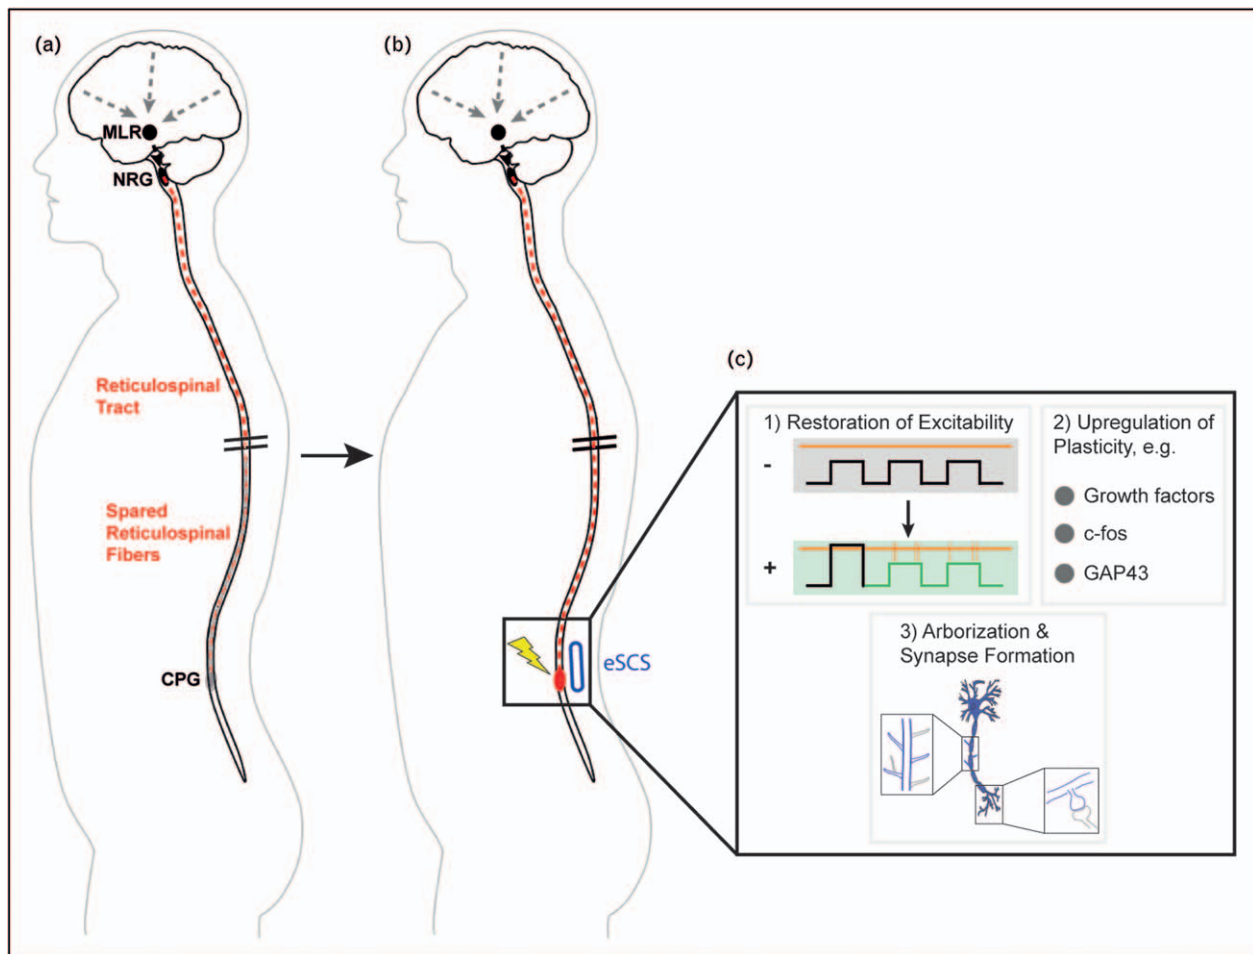 (a)
MLR
NRG
Reticulospinal
Tract
Spared
Reticulospinal
Fibers
CPG
(b)
eSCS
(c)
1) Restoration of Excitability
-
+
2) Upregulation of
Plasticity, e.g.
Growth factors
c-fos
GAP43
3) Arborization &
Synapse Formation